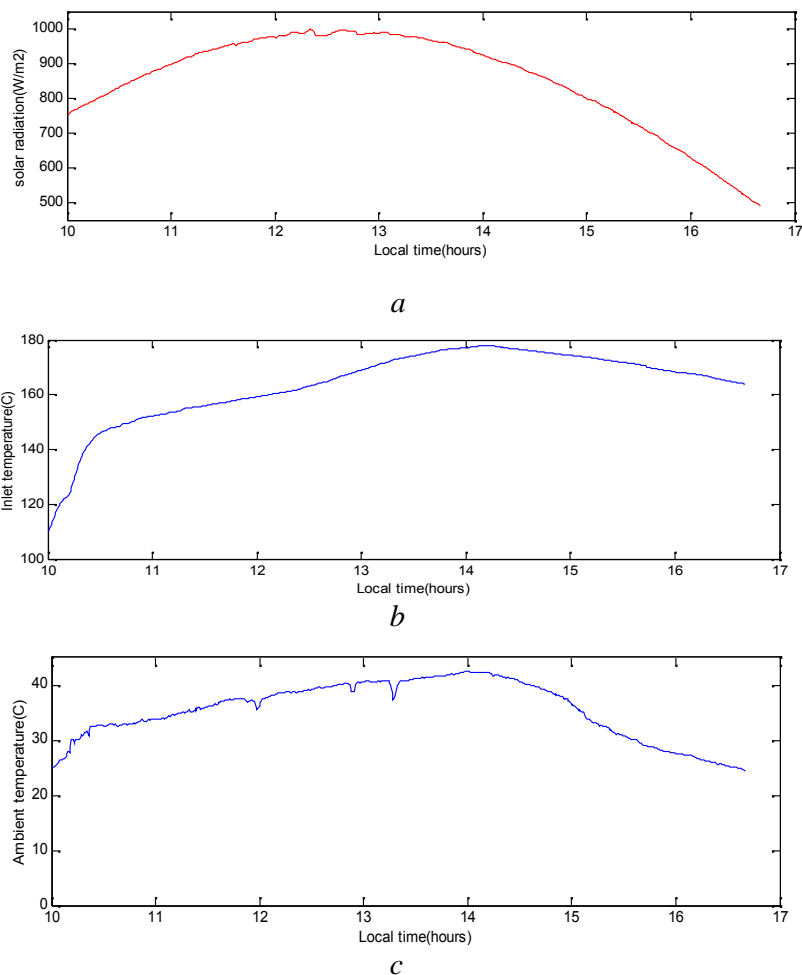 1000
900
800
700
600
500
solar radiation(W/m2)
10 11 12 13 14 15 16 17
Local time(hours)
a
180
160
140
120
100
Inlet temperature(C)
10 11 12 13 14 15 16 17
Local time(hours)
b
40
30
20
10
0
Ambient temperature(C)
10 11 12 13 14 15 16 17
Local time(hours)
c